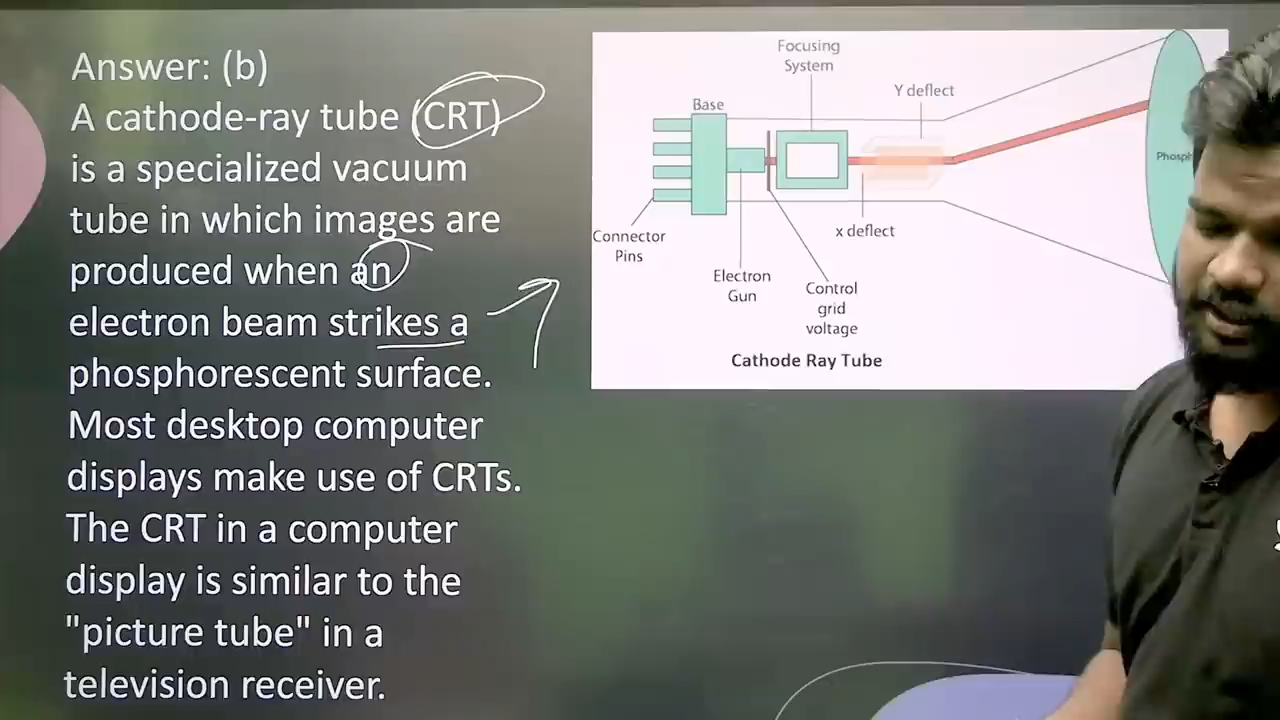 Answer: (b)
A cathode-ray tube (CRT)
is a specialized vacuum
tube in which images are
produced when an
electron beam strikes a
phosphorescent surface.
Most desktop computer
displays make use of CRTs.
The CRT in a computer
display is similar to the
"picture tube" in a
television receiver.
Focusing
System
Y deflect
Base
x deflect
Connector
Pins
Electron
Gun
Control
grid
voltage
Cathode Ray Tube